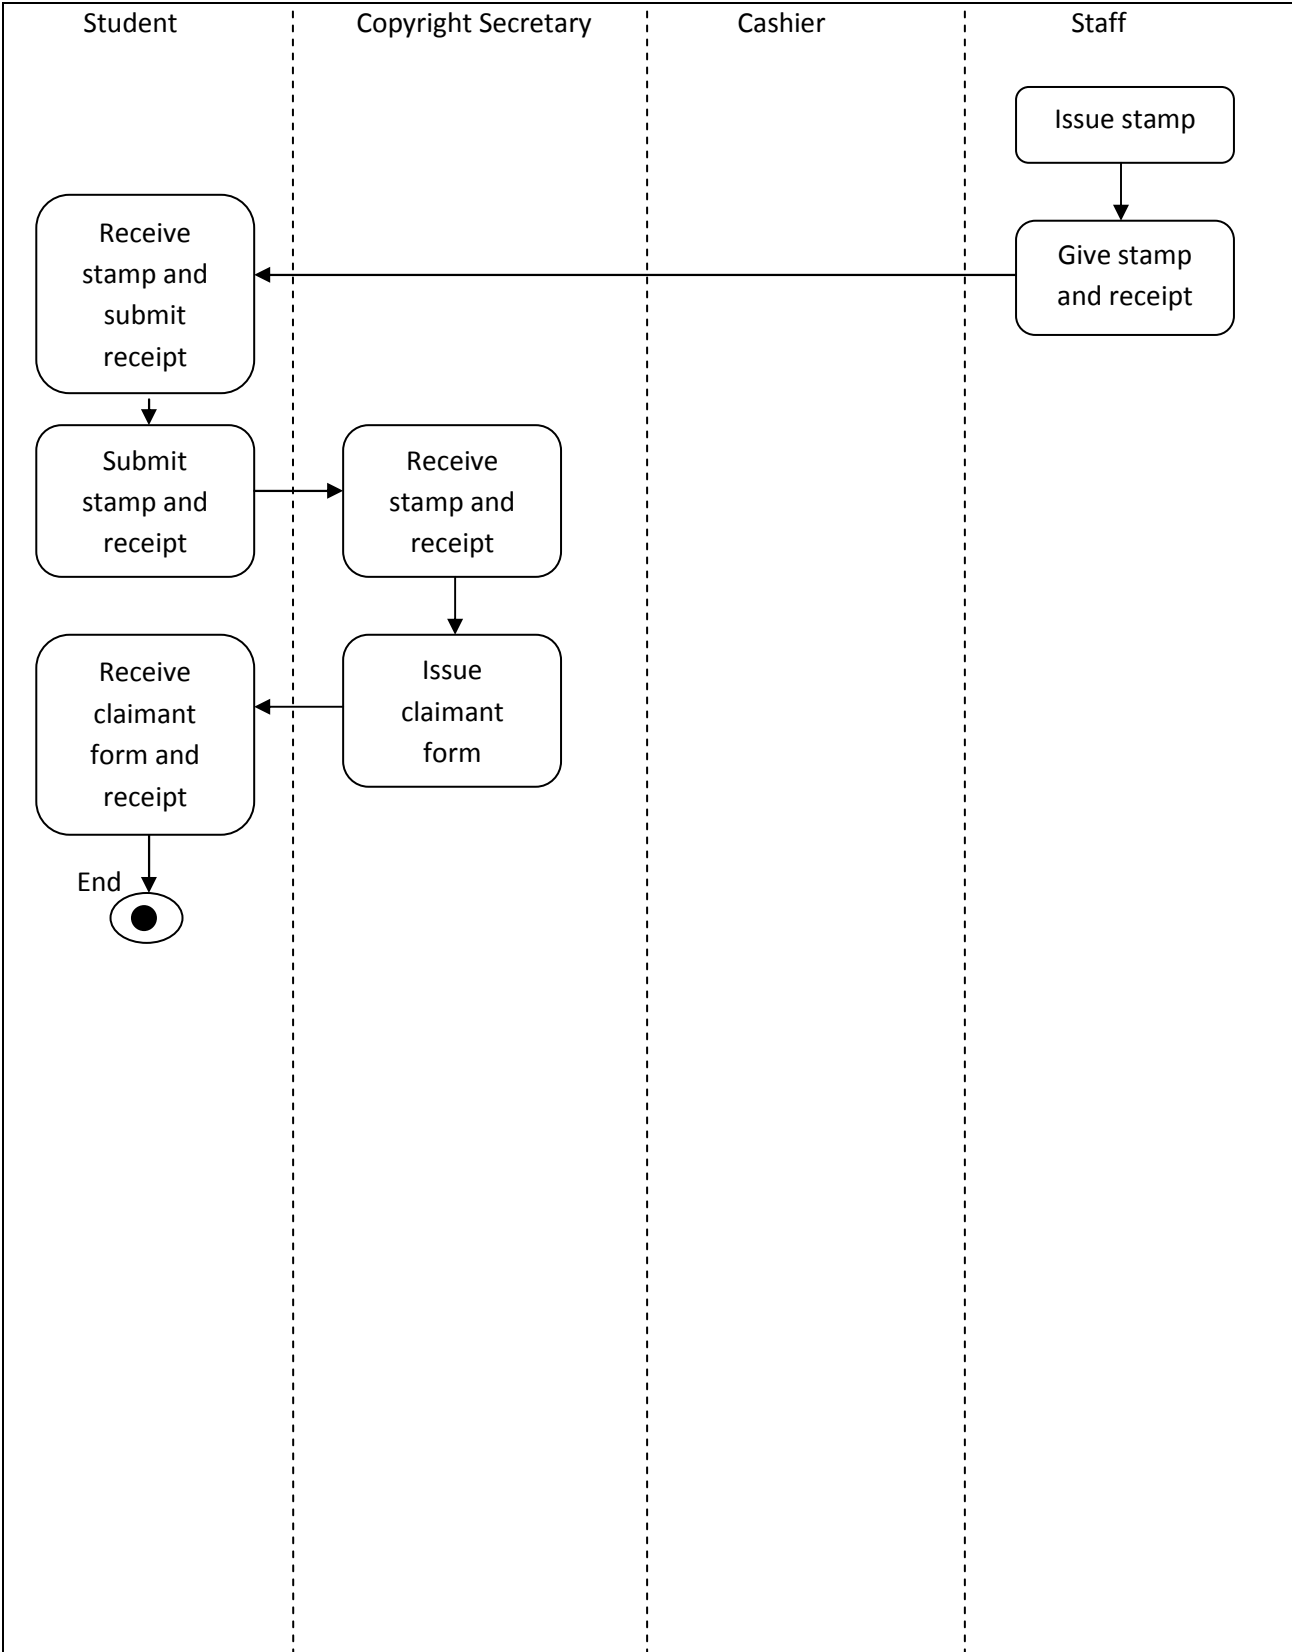 Student
Copyright Secretary
Cashier
Staff
Issue stamp
Give stamp
and receipt
Receive
stamp and
submit
receipt
Submit
stamp and
receipt
Receive
stamp and
receipt
Issue
claimant
form
Receive
claimant
form and
receipt
End